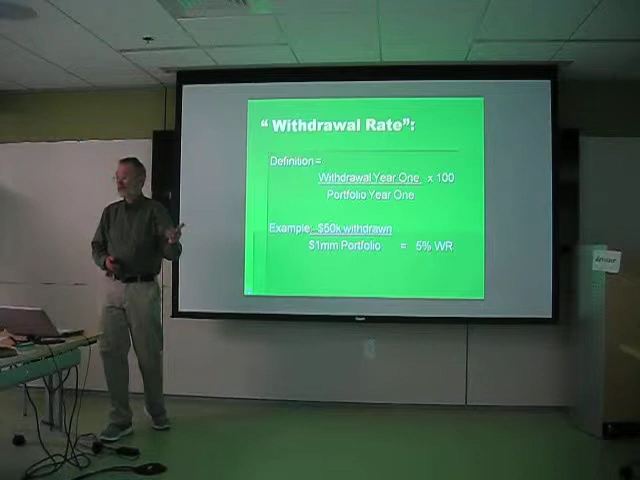 “ Withdrawal Rate”:
Definition =
Withdrawal Year One x 100
Portfolio Year One
Example - $50k withdrawn
$1mm Portfolio = 5% WR